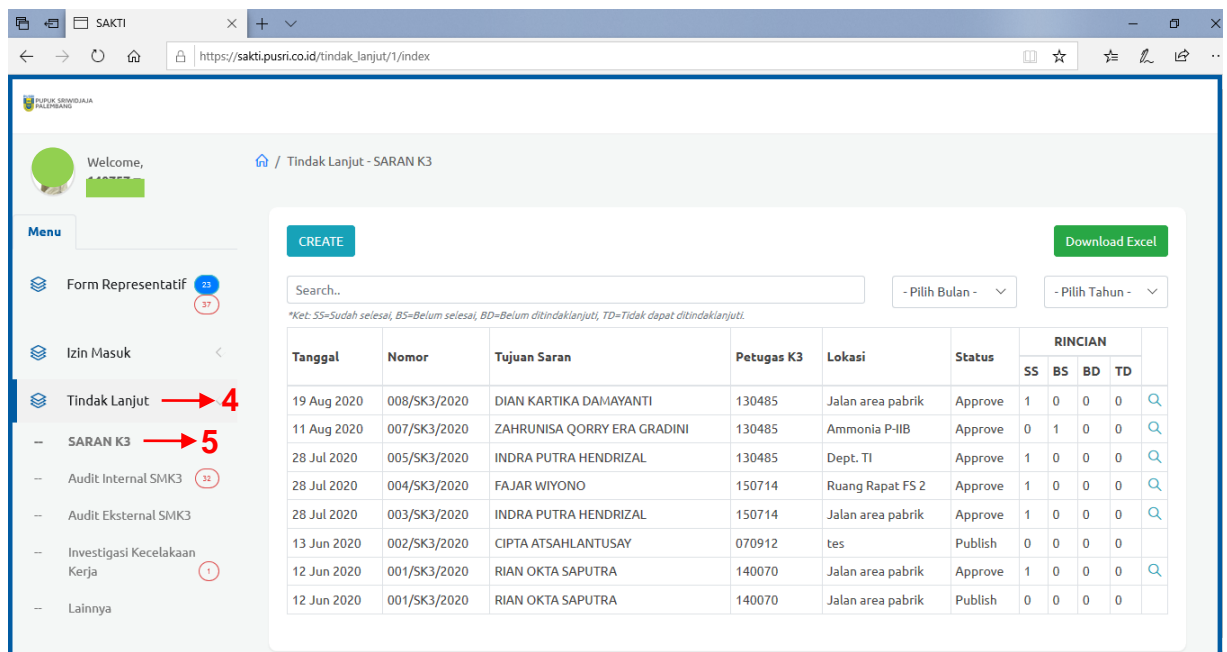 SAKTI
https://sakti.pusri.co.id/tindak_lanjut/1/index
PUPUK SRIWIDJAJA
PALEMBANG
Welcome,
/ Tindak Lanjut - SARAN K3
Menu
CREATE
Download Excel
Form Representatif 23
37
Search..
- Pilih Bulan -
- Pilih Tahun -
*Ket: SS=Sudah selesai, BS=Belum selesai, BD=Belum ditindaklanjuti, TD=Tidak dapat ditindaklanjuti.
Izin Masuk
Tindak Lanjut 4
-- SARAN K3 5
-- Audit Internal SMK3 32
-- Audit Eksternal SMK3
-- Investigasi Kecelakaan
Kerja 1
-- Lainnya
Tanggal Nomor Tujuan Saran Petugas K3 Lokasi Status RINCIAN
SS BS BD TD
19 Aug 2020 008/SK3/2020 DIAN KARTIKA DAMAYANTI 130485 Jalan area pabrik Approve 1 0 0 0
11 Aug 2020 007/SK3/2020 ZAHRUNISA QORRY ERA GRADINI 130485 Ammonia P-IIB Approve 0 1 0 0
28 Jul 2020 005/SK3/2020 INDRA PUTRA HENDRIZAL 130485 Dept. TI Approve 1 0 0 0
28 Jul 2020 004/SK3/2020 FAJAR WIYONO 150714 Ruang Rapat FS 2 Approve 1 0 0 0
28 Jul 2020 003/SK3/2020 INDRA PUTRA HENDRIZAL 150714 Jalan area pabrik Approve 1 0 0 0
13 Jun 2020 002/SK3/2020 CIPTA ATSAHLANTUSAY 070912 tes Publish 0 0 0 0
12 Jun 2020 001/SK3/2020 RIAN OKTA SAPUTRA 140070 Jalan area pabrik Approve 1 0 0 0
12 Jun 2020 001/SK3/2020 RIAN OKTA SAPUTRA 140070 Jalan area pabrik Publish 0 0 0 0